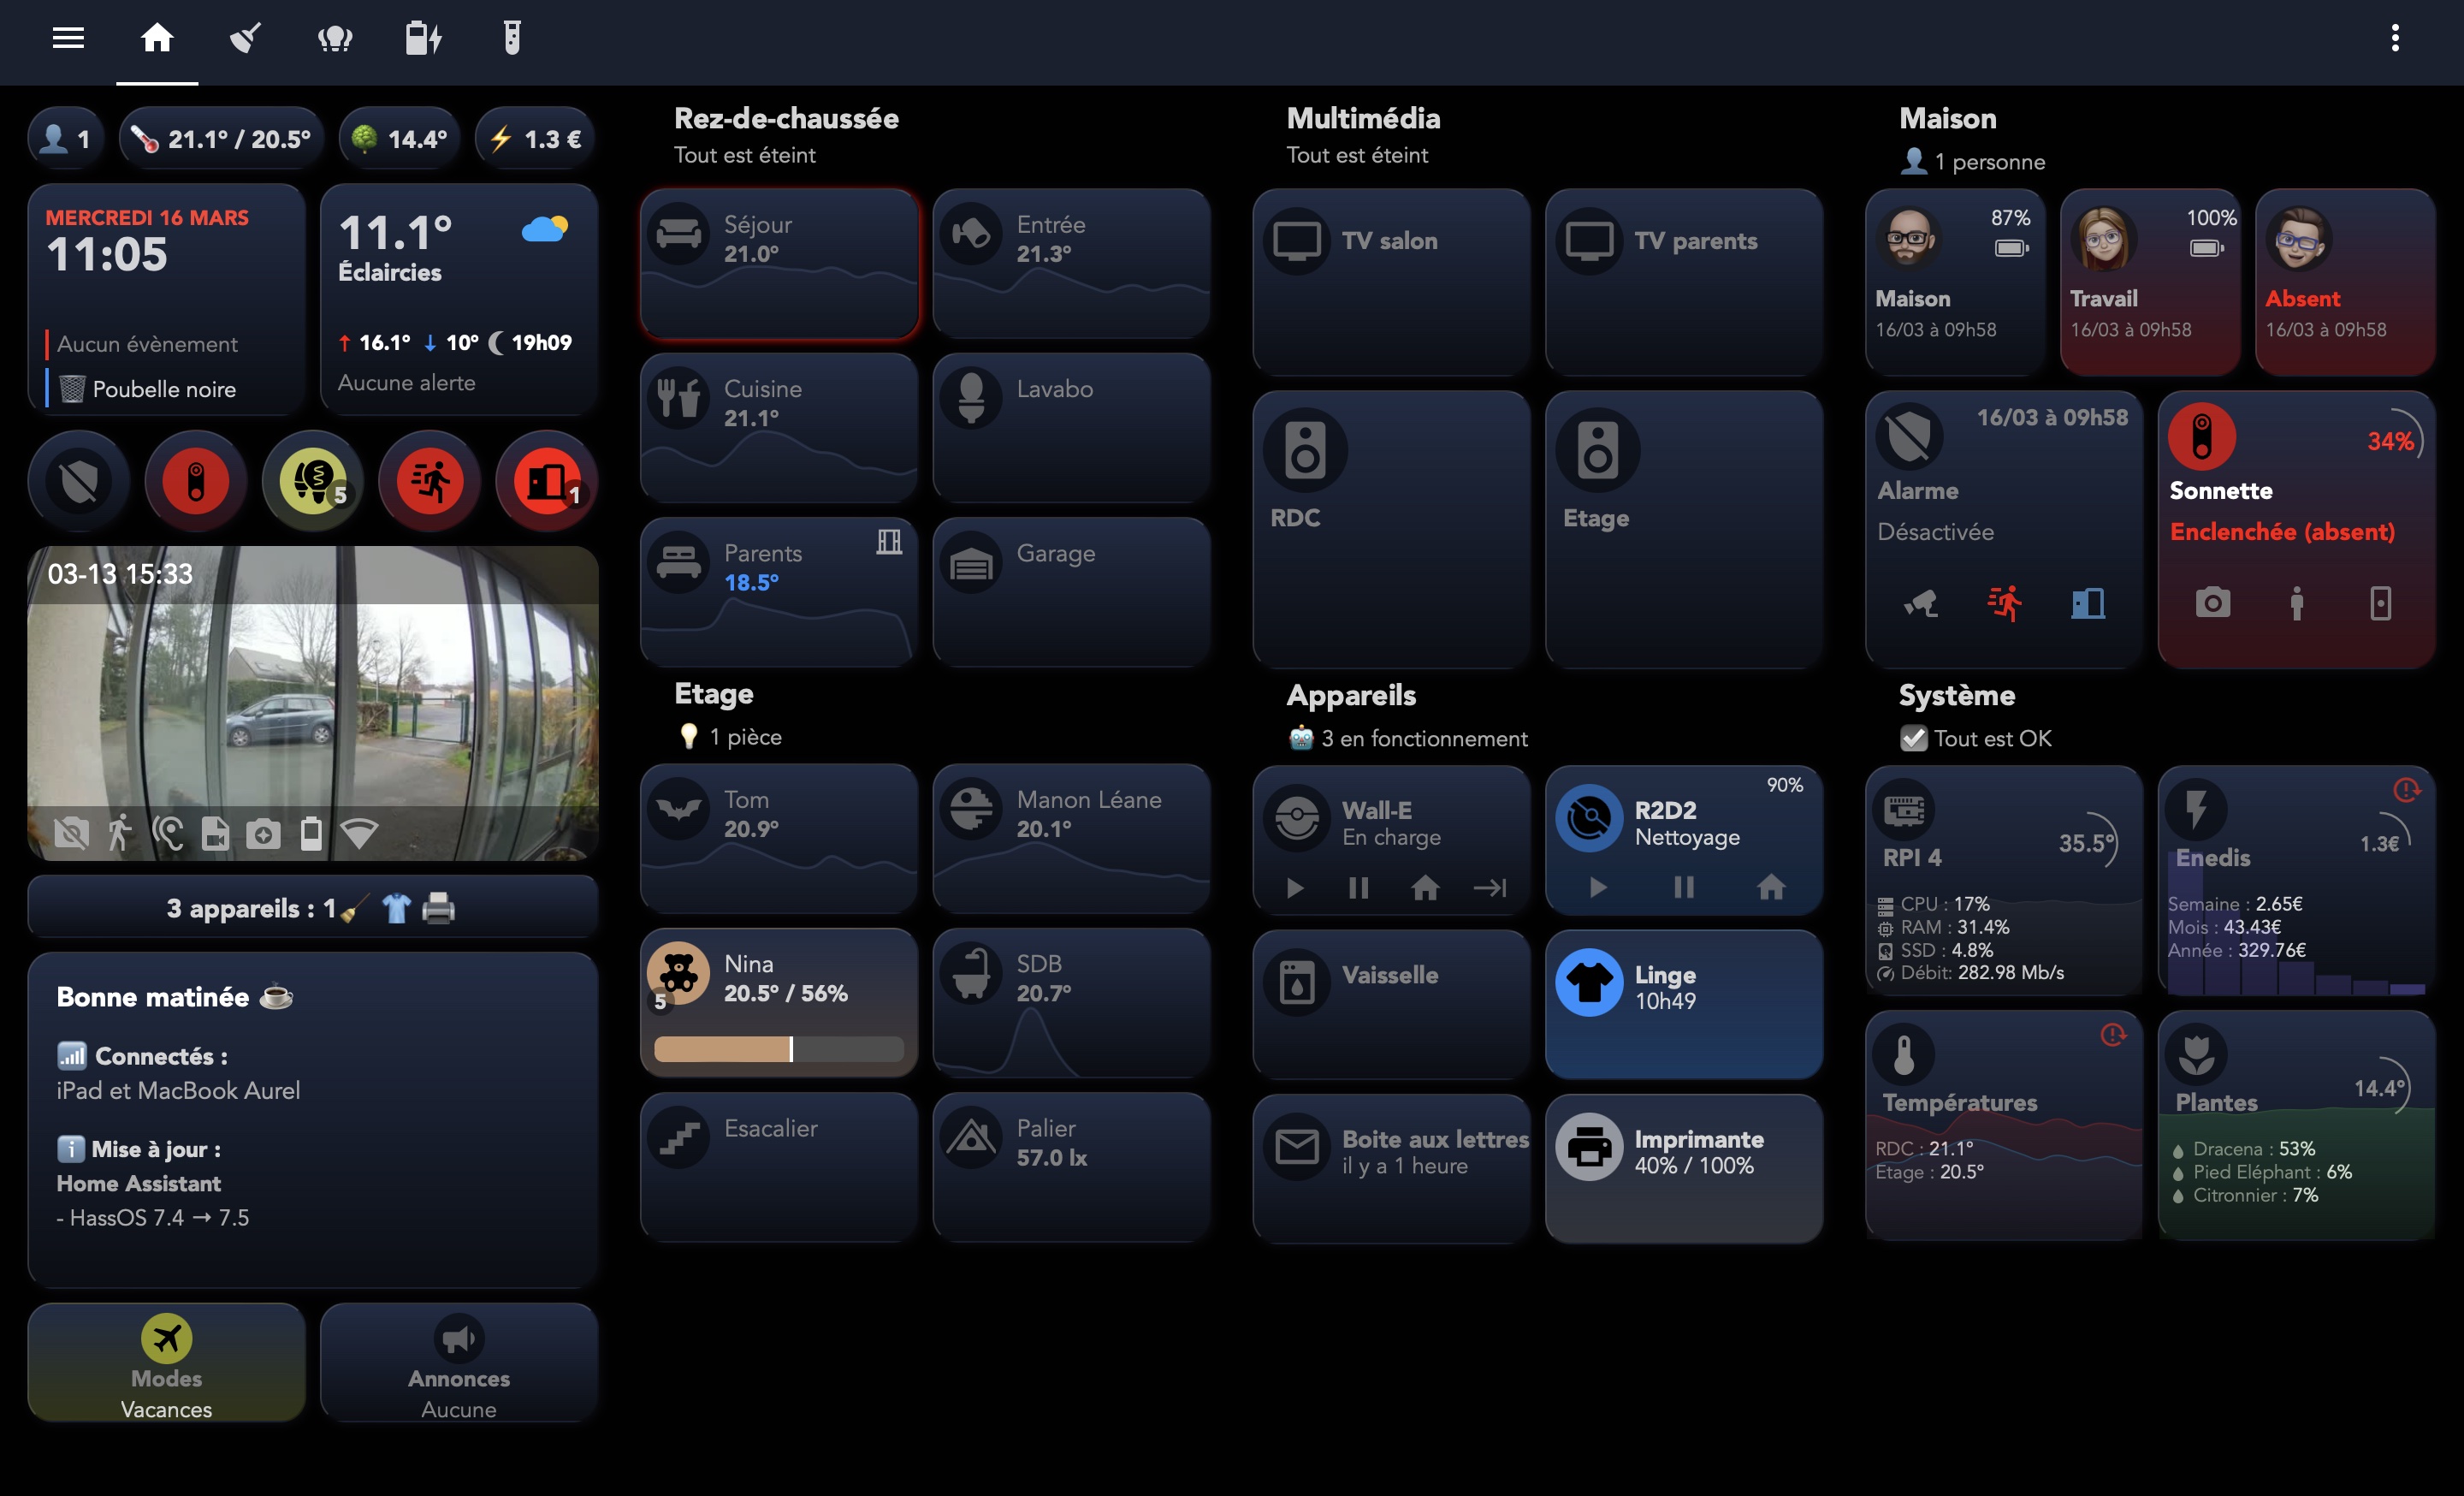 1
21.1° / 20.5°
14.4°
1.3 €
MERCREDI 16 MARS
11:05
Aucun évènement
Poubelle noire
11.1°
Éclaircies
16.1° 10° 19h09
Aucune alerte
5
1
03-13 15:33
3 appareils : 1
Bonne matinée
Connectés :
iPad et MacBook Aurel
Mise à jour :
Home Assistant
- HassOS 7.4 → 7.5
Modes
Vacances
Annonces
Aucune
Rez-de-chaussée
Tout est éteint
Séjour
21.0°
Entrée
21.3°
Cuisine
21.1°
Lavabo
Parents
18.5°
Garage
Etage
1 pièce
Tom
20.9°
Manon Léane
20.1°
Nina
20.5° / 56%
5
SDB
20.7°
Esacalier
Palier
57.0 lx
Multimédia
Tout est éteint
TV salon
TV parents
RDC
Etage
Appareils
3 en fonctionnement
Wall-E
En charge
90%
R2D2
Nettoyage
Vaisselle
Linge
10h49
Boite aux lettres
il y a 1 heure
Imprimante
40% / 100%
Maison
1 personne
87%
Maison
16/03 à 09h58
100%
Travail
16/03 à 09h58
Absent
16/03 à 09h58
16/03 à 09h58
Alarme
Désactivée
34%
Sonnette
Enclenchée (absent)
Système
Tout est OK
35.5°
RPI 4
CPU : 17%
RAM : 31.4%
SSD : 4.8%
Débit: 282.98 Mb/s
1.3€
Enedis
Semaine : 2.65€
Mois : 43.43€
Année : 329.76€
Températures
RDC : 21.1°
Etage : 20.5°
14.4°
Plantes
Dracena : 53%
Pied Eléphant : 6%
Citronnier : 7%